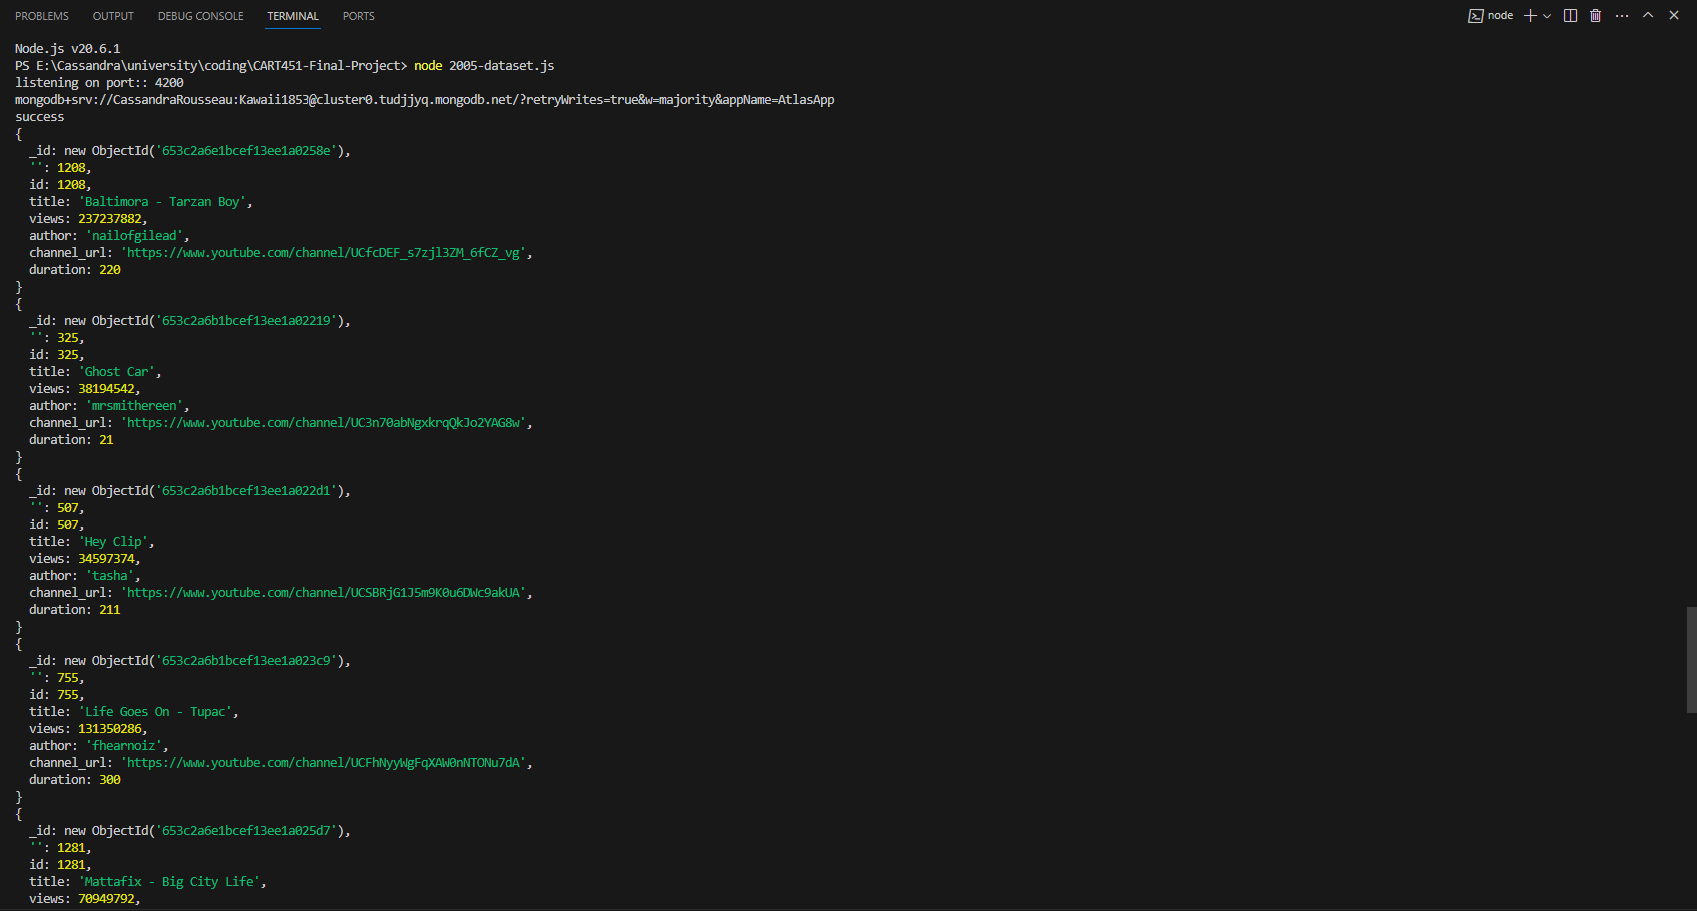 PROBLEMS OUTPUT DEBUG CONSOLE TERMINAL PORTS node
Node.js v20.6.1
PS E:\Cassandra\university\coding\CART451-Final-Project> node 2005-dataset.js
listening on port:: 4200
mongodb+srv://CassandraRousseau:Kawaii1853@cluster0.tudjjyq.mongodb.net/?retryWrites=true&w=majority&appName=AtlasApp
success
{
  _id: new ObjectId('653c2a6e1bcef13ee1a0258e'),
  '': 1208,
  id: 1208,
  title: 'Baltimora - Tarzan Boy',
  views: 237237882,
  author: 'nailofgilead',
  channel_url: 'https://www.youtube.com/channel/UCfcDEF_s7zjl3ZM_6fCZ_vg',
  duration: 220
}
{
  _id: new ObjectId('653c2a6b1bcef13ee1a02219'),
  '': 325,
  id: 325,
  title: 'Ghost Car',
  views: 38194542,
  author: 'mrsmithereen',
  channel_url: 'https://www.youtube.com/channel/UC3n70abNgxkrqQkJo2YAG8w',
  duration: 21
}
{
  _id: new ObjectId('653c2a6b1bcef13ee1a022d1'),
  '': 507,
  id: 507,
  title: 'Hey Clip',
  views: 34597374,
  author: 'tasha',
  channel_url: 'https://www.youtube.com/channel/UCSBRjG1J5m9K0u6DWc9akUA',
  duration: 211
}
{
  _id: new ObjectId('653c2a6b1bcef13ee1a023c9'),
  '': 755,
  id: 755,
  title: 'Life Goes On - Tupac',
  views: 131350286,
  author: 'fhearnoiz',
  channel_url: 'https://www.youtube.com/channel/UCFhNyyWgFqXAW0nNTONu7dA',
  duration: 300
}
{
  _id: new ObjectId('653c2a6e1bcef13ee1a025d7'),
  '': 1281,
  id: 1281,
  title: 'Mattafix - Big City Life',
  views: 70949792,